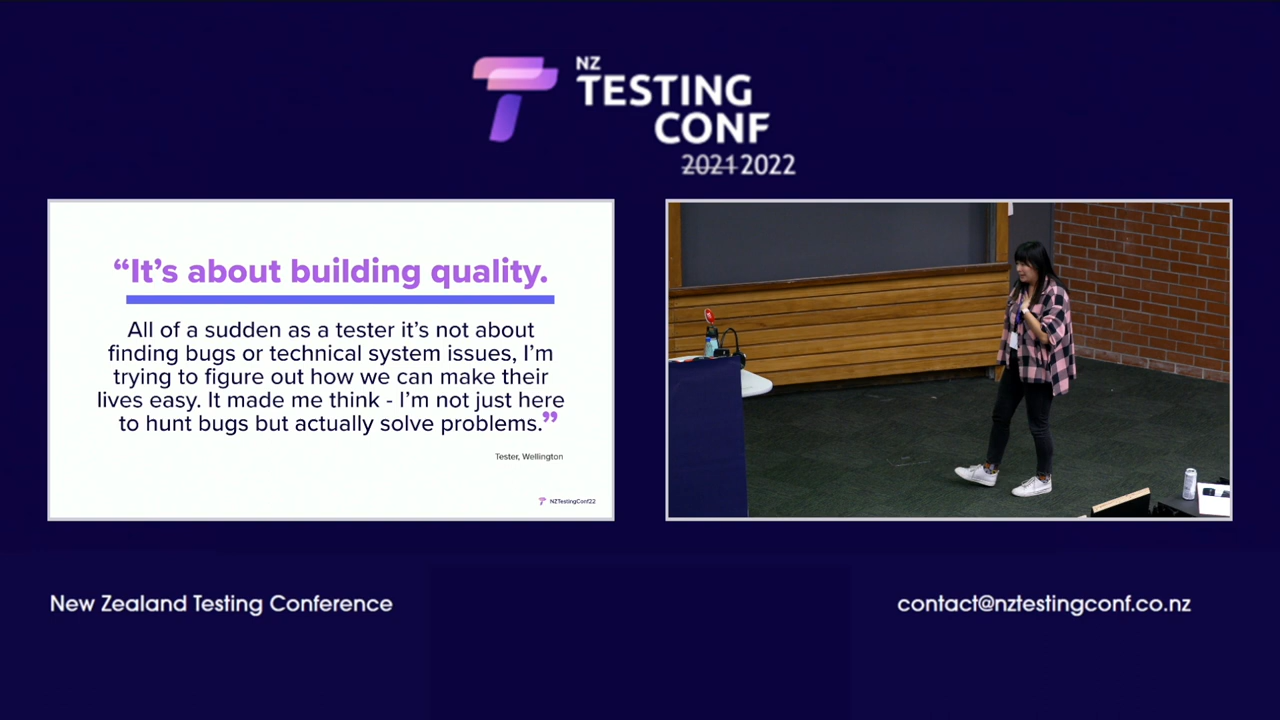 NZ
TESTING
CONF
2021 2022
“It’s about building quality.
All of a sudden as a tester it’s not about
finding bugs or technical system issues, I’m
trying to figure out how we can make their
lives easy. It made me think - I’m not just here
to hunt bugs but actually solve problems.”
Tester, Wellington
NZTestingConf22
New Zealand Testing Conference
contact@nztestingconf.co.nz